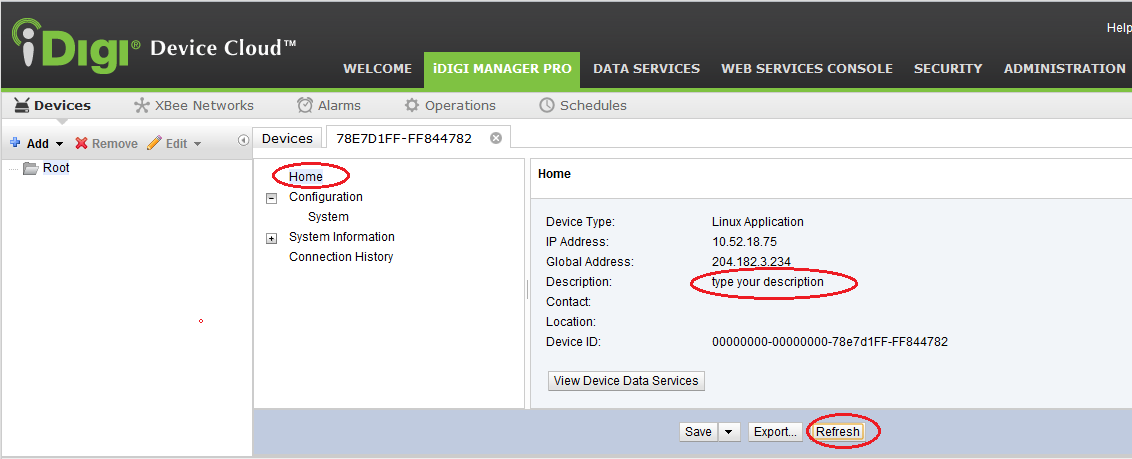 Help
iDigi® Device Cloud™
WELCOME iDIGI MANAGER PRO DATA SERVICES WEB SERVICES CONSOLE SECURITY ADMINISTRATION
Devices XBee Networks Alarms Operations Schedules
Add Remove Edit
Devices 78E7D1FF-FF844782
Root
Home
Configuration
System
System Information
Connection History
Home
Device Type: Linux Application
IP Address: 10.52.18.75
Global Address: 204.182.3.234
Description: type your description
Contact:
Location:
Device ID: 00000000-00000000-78e7d1FF-FF844782
View Device Data Services
Save Export... Refresh